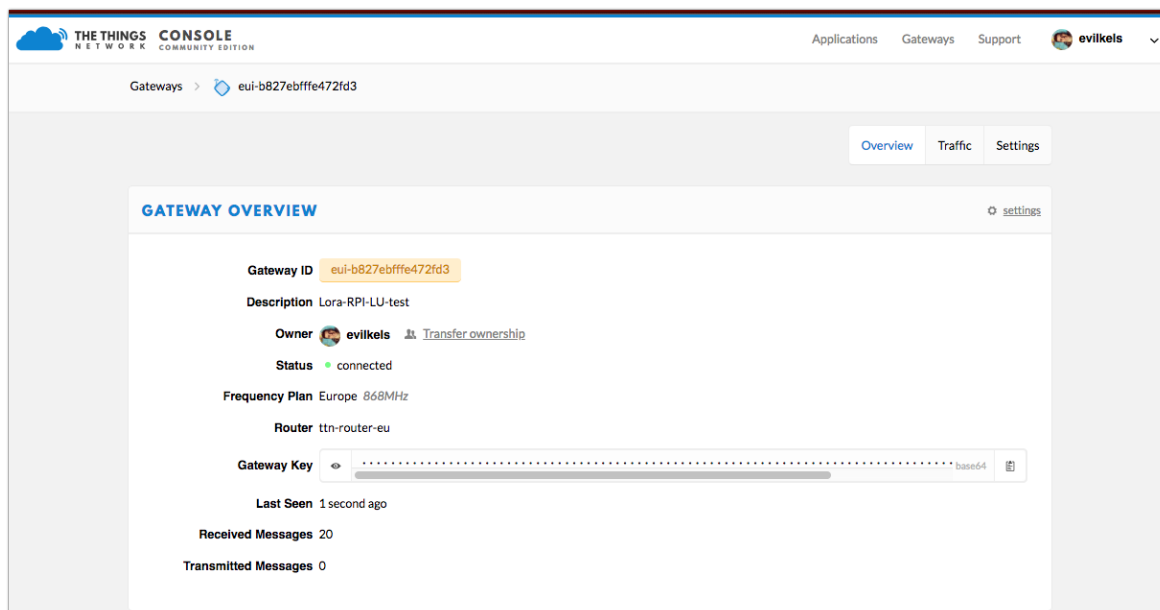 THE THINGS NETWORK CONSOLE COMMUNITY EDITION
Applications Gateways Support evilkels
Gateways eui-b827ebfffe472fd3
Overview Traffic Settings
GATEWAY OVERVIEW settings
Gateway ID eui-b827ebfffe472fd3
Description Lora-RPI-LU-test
Owner evilkels Transfer ownership
Status connected
Frequency Plan Europe 868MHz
Router ttn-router-eu
Gateway Key base64
Last Seen 1 second ago
Received Messages 20
Transmitted Messages 0